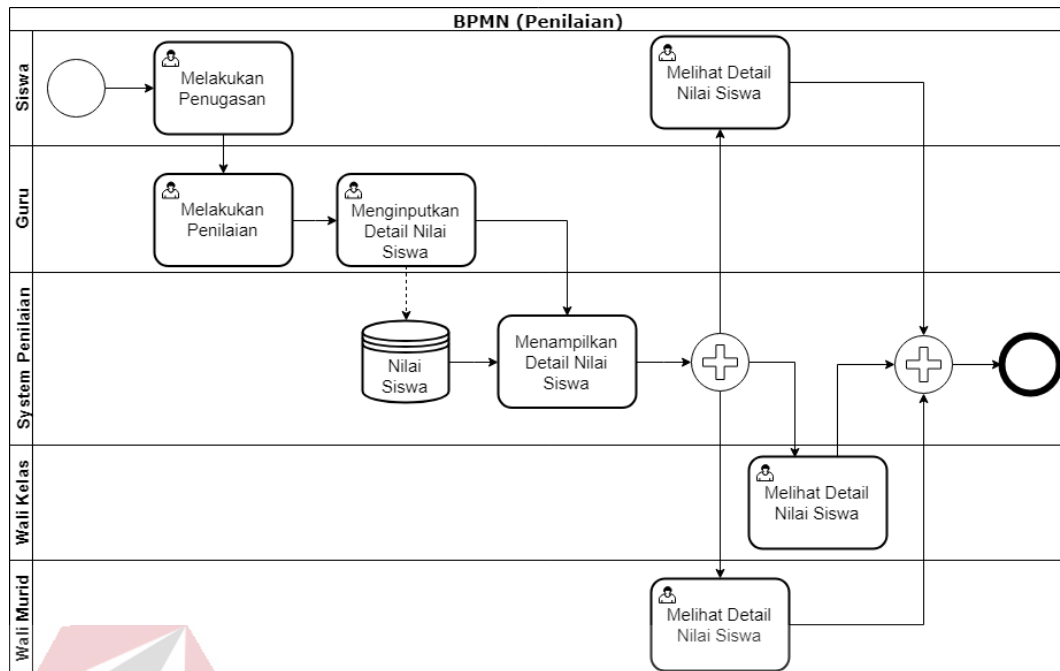 BPMN (Penilaian)
Siswa
Melakukan
Penugasan
Melihat Detail
Nilai Siswa
Guru
Melakukan
Penilaian
Menginputkan
Detail Nilai
Siswa
System Penilaian
Nilai
Siswa
Menampilkan
Detail Nilai
Siswa
Wali Kelas
Melihat Detail
Nilai Siswa
Wali Murid
Melihat Detail
Nilai Siswa